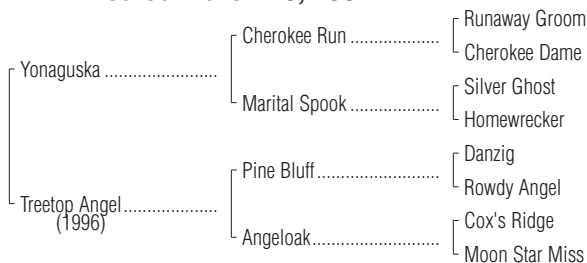 Runaway Groom
Cherokee Run ....................
Cherokee Dame
Yonaguska .........................
Silver Ghost
Marital Spook ....................
Homewrecker
Danzig
Pine Bluff...........................
Rowdy Angel
Treetop Angel.....................
(1996)
Cox's Ridge
Angeloak............................
Moon Star Miss